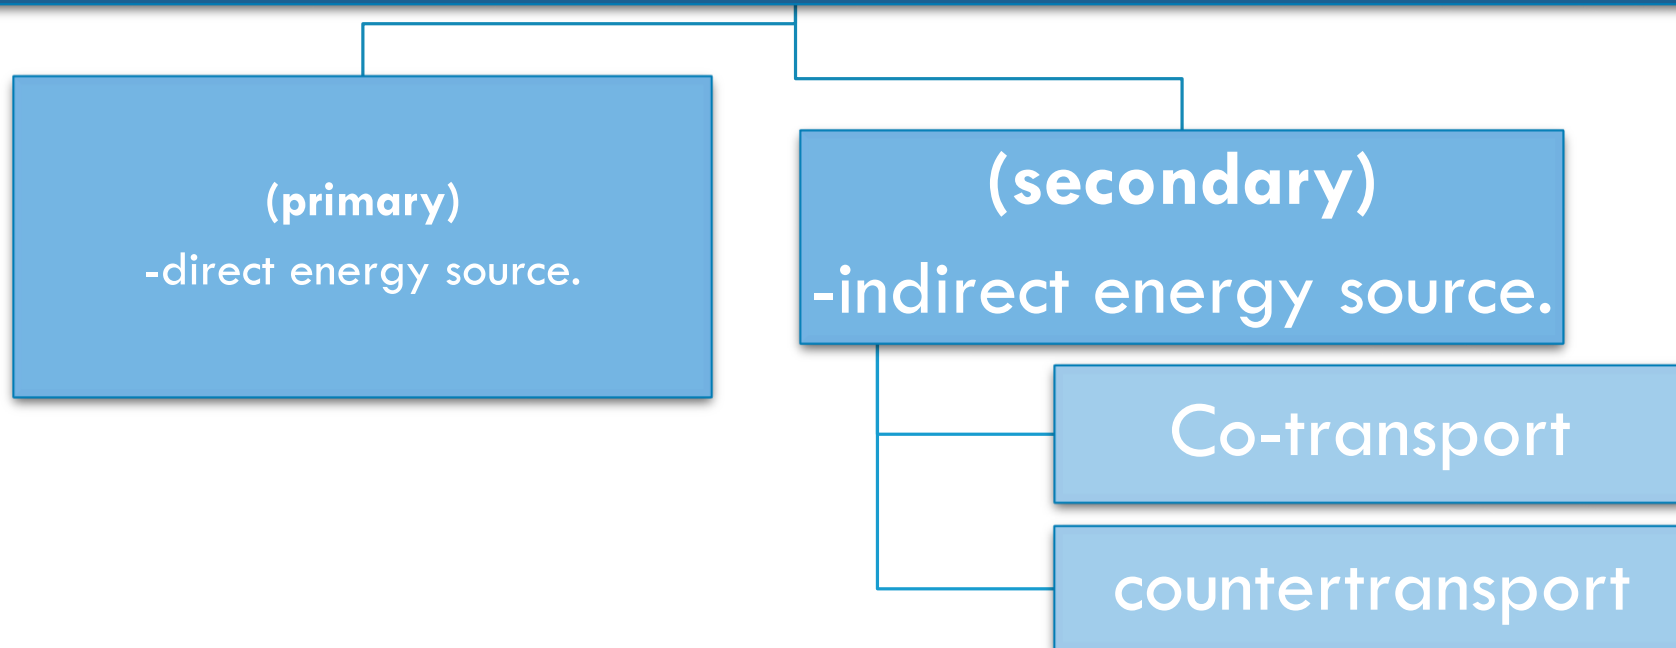 (primary)
-direct energy source.
(secondary)
-indirect energy source.
Co-transport
countertransport